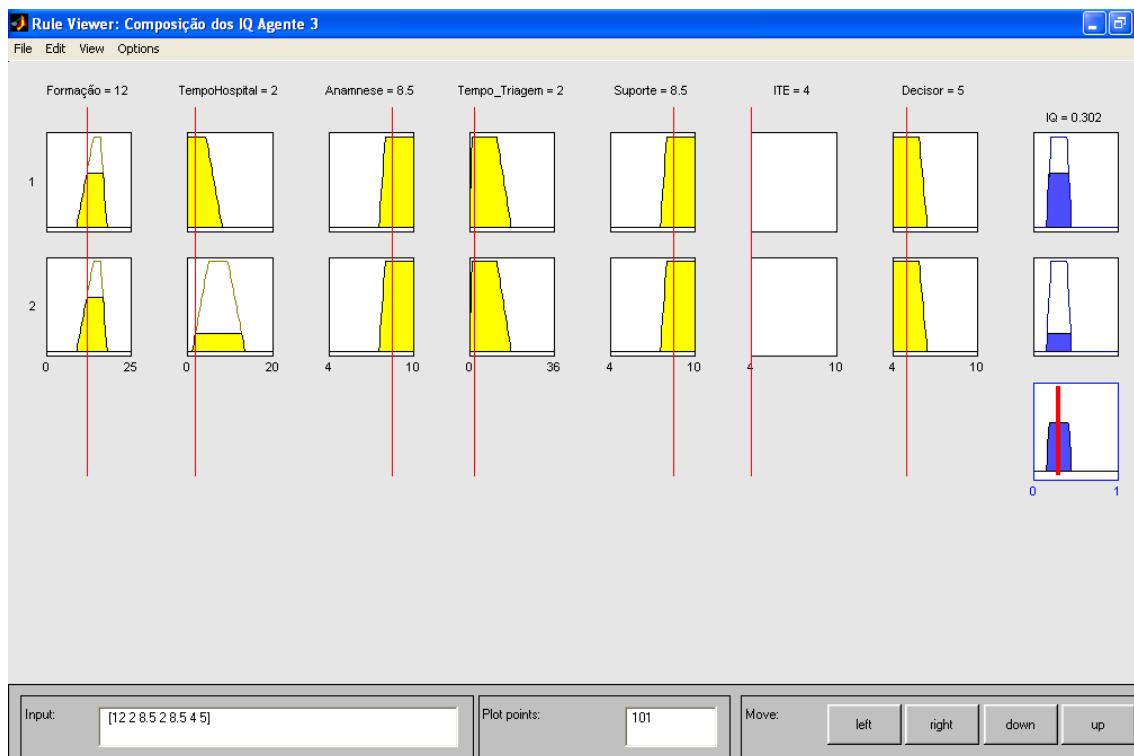 Rule Viewer: Composição dos IQ Agente 3
File Edit View Options
Formação = 12 TempoHospital = 2 Anamnese = 8.5 Tempo_Triagem = 2 Suporte = 8.5 ITE = 4 Decisor = 5
IQ = 0.302
1
2
0 25 0 20 4 10 0 36 4 10 4 10 4 10
0 1
Input: [12 2 8.5 2 8.5 4 5] Plot points: 101 Move: left right down up